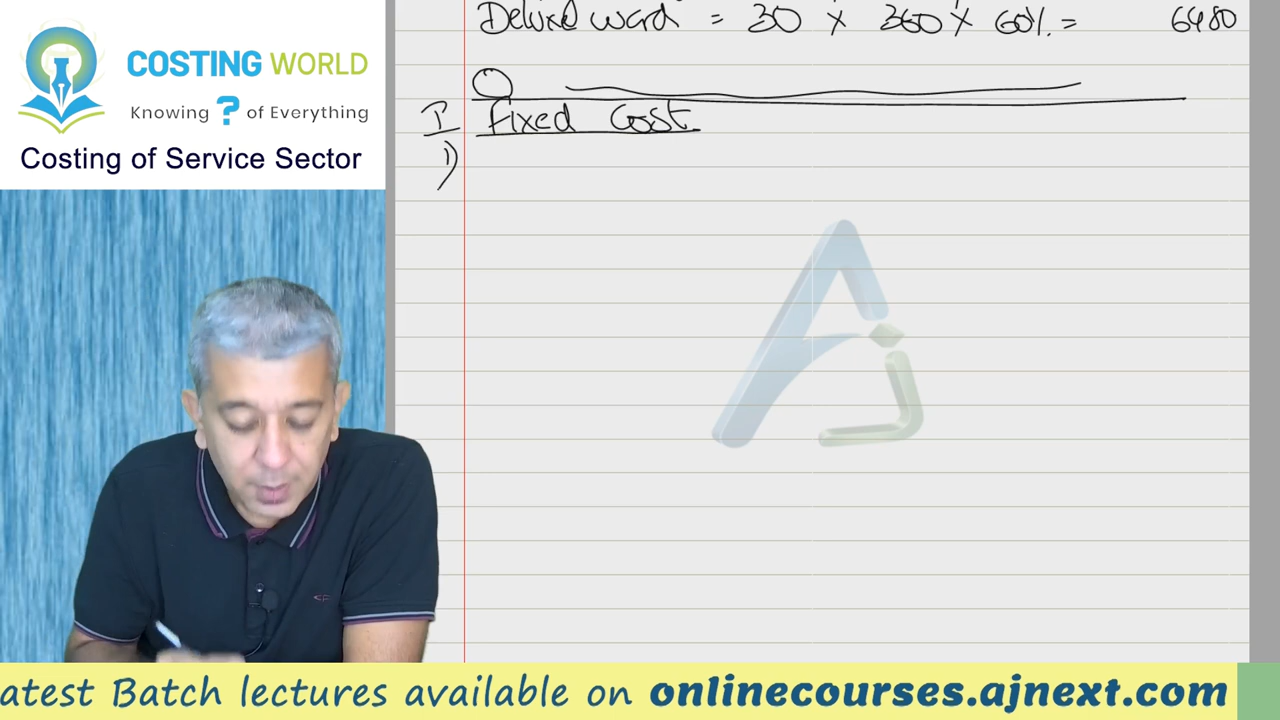 COSTING WORLD
Knowing ? of Everything
Costing of Service Sector
Deluxe ward = 30 x 360 x 60% = 6480
I Fixed Cost
1)
atest Batch lectures available on onlinecourses.ajnext.com